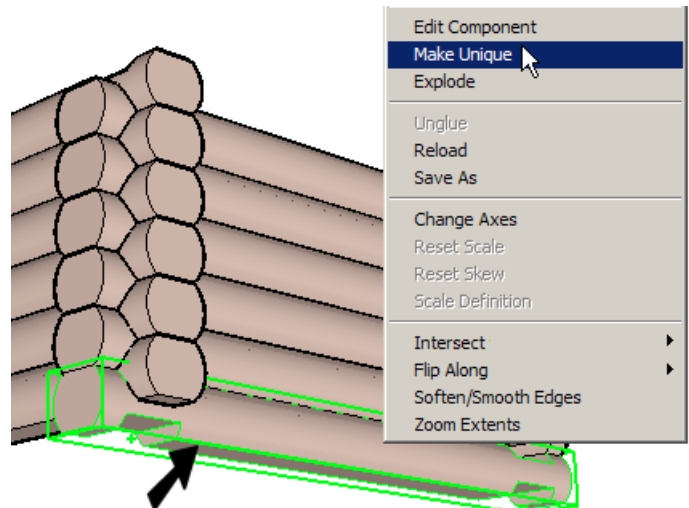 Edit Component
Make Unique
Explode
Unglue
Reload
Save As
Change Axes
Reset Scale
Reset Skew
Scale Definition
Intersect
Flip Along
Soften/Smooth Edges
Zoom Extents